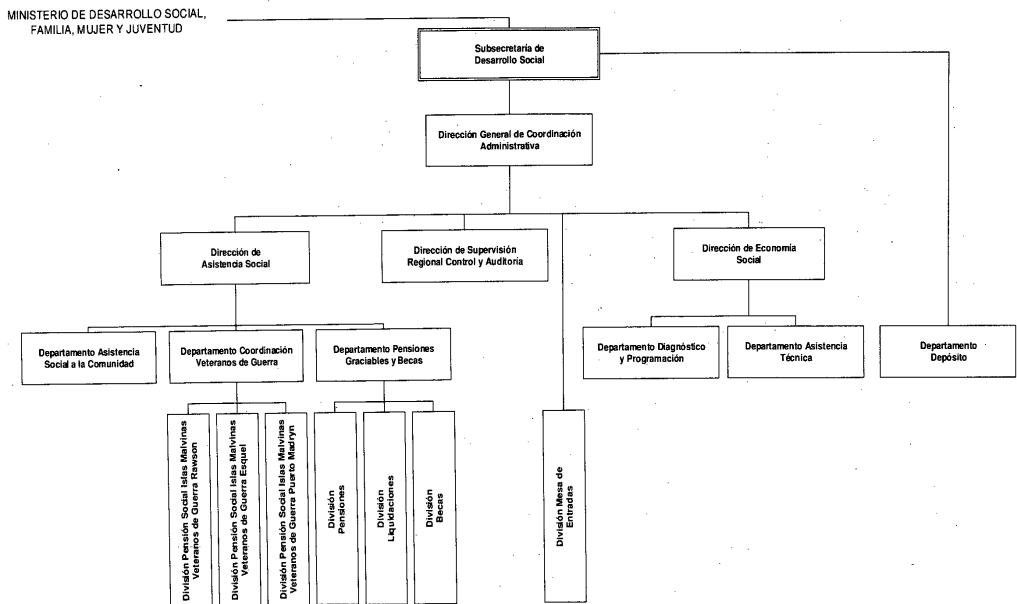 MINISTERIO DE DESARROLLO SOCIAL,
FAMILIA, MUJER Y JUVENTUD
Subsecretaría de
Desarrollo Social
Dirección General de Coordinación
Administrativa
Dirección de
Asistencia Social
Dirección de Supervisión
Regional Control y Auditoría
Dirección de Economía
Social
Departamento Asistencia
Social a la Comunidad
Departamento Coordinación
Veteranos de Guerra
Departamento Pensiones
Graciables y Becas
Departamento Diagnóstico
y Programación
Departamento Asistencia
Técnica
Departamento
Depósito
División Pensión Social Islas Malvinas
Veteranos de Guerra Rawson
División Pensión Social Islas Malvinas
Veteranos de Guerra Esquel
División Pensión Social Islas Malvinas
Veteranos de Guerra Puerto Madryn
División
Pensiones
División
Liquidaciones
División
Becas
División Mesa de
Entradas